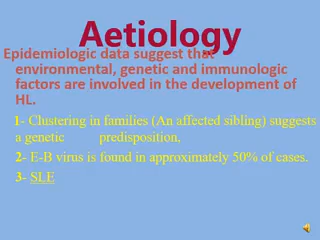 Aetiology
Epidemiologic data suggest that
environmental, genetic and immunologic
factors are involved in the development of
HL.
1- Clustering in families (An affected sibling) suggests
a genetic predisposition.
2- E-B virus is found in approximately 50% of cases.
3- SLE